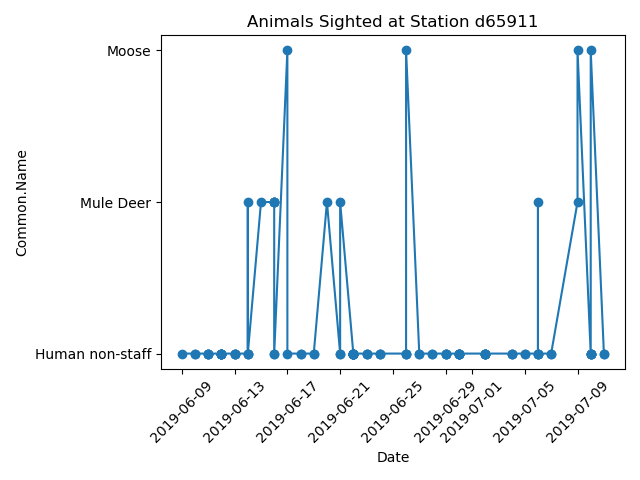 Animals Sighted at Station d65911
Moose
Mule Deer
Human non-staff
Common.Name
2019-06-09
2019-06-13
2019-06-17
2019-06-21
2019-06-25
2019-06-29
2019-07-01
2019-07-05
2019-07-09
Date